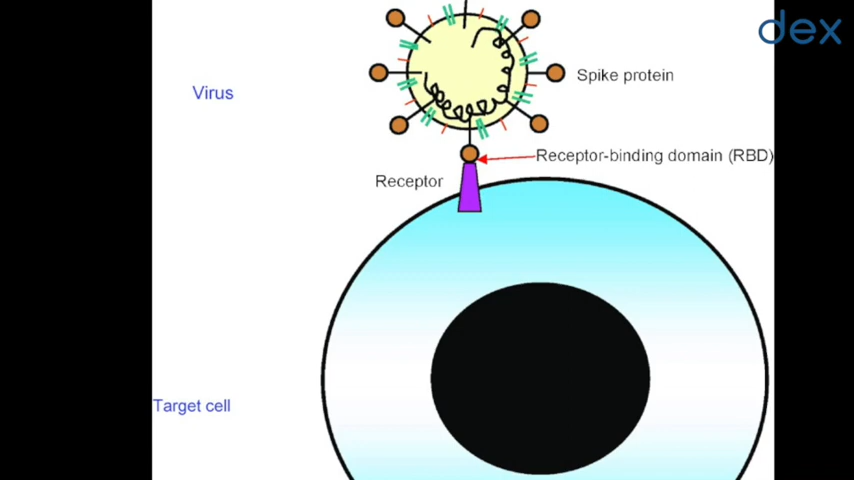 dex
Spike protein
Virus
Receptor-binding domain (RBD)
Receptor
Target cell